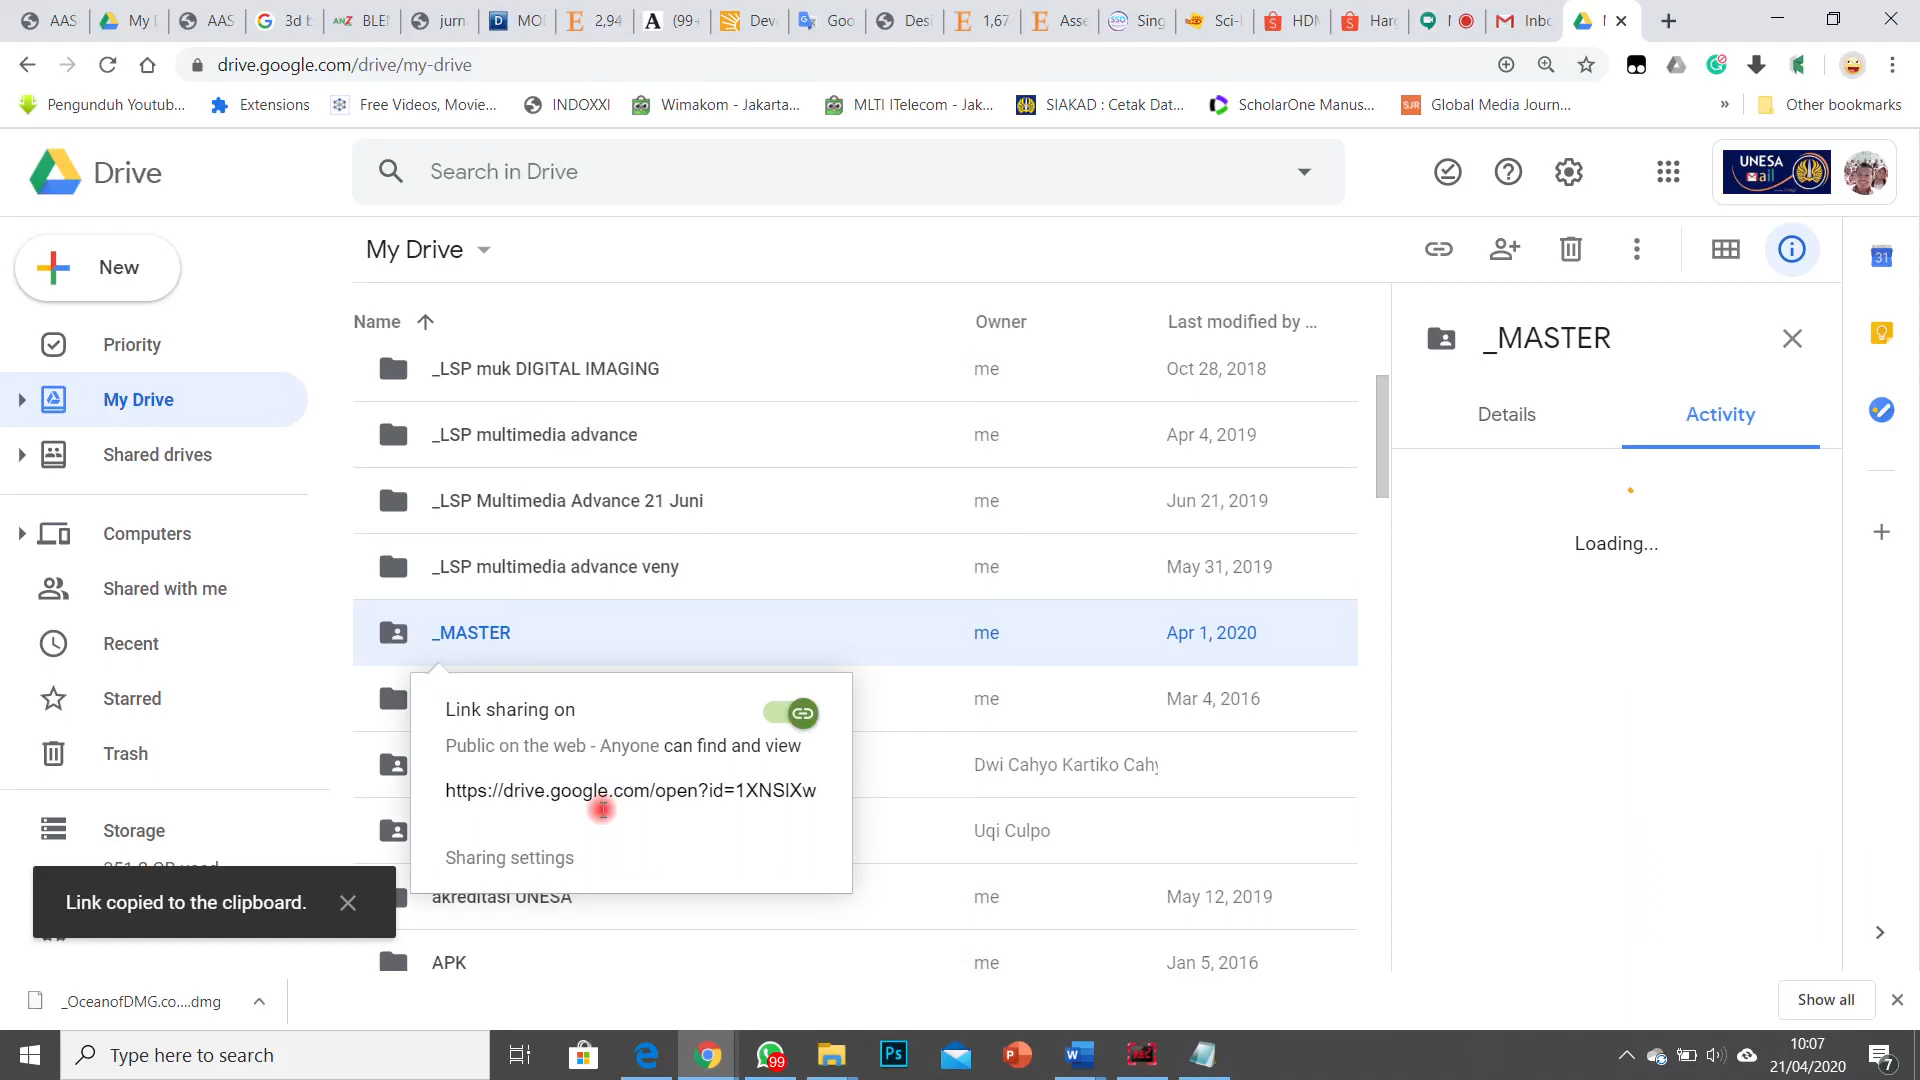 AAS
My D
AAS
3d b
BLEN
jurn
MOI
2,94
(99+
Dev
Goo
Desi
1,67
Asse
Sing
Sci-
HDM
Har
Inbo
drive.google.com/drive/my-drive
Pengunduh Youtub...
Extensions
Free Videos, Movie...
INDOXXI
Wimakom - Jakarta...
MLTI ITelecom - Jak...
SIAKAD : Cetak Dat...
ScholarOne Manus...
Global Media Journ...
»
Other bookmarks
Drive
Search in Drive
UNESA
Mail
New
My Drive
Priority
My Drive
Shared drives
Computers
Shared with me
Recent
Starred
Trash
Storage
Name
Owner
Last modified by ...
_LSP muk DIGITAL IMAGING me Oct 28, 2018
_LSP multimedia advance me Apr 4, 2019
_LSP Multimedia Advance 21 Juni me Jun 21, 2019
_LSP multimedia advance veny me May 31, 2019
_MASTER me Apr 1, 2020
me Mar 4, 2016
Dwi Cahyo Kartiko Cahy
Uqi Culpo
akreditasi UNESA me May 12, 2019
APK me Jan 5, 2016
Link sharing on
Public on the web - Anyone can find and view
https://drive.google.com/open?id=1XNSlXw
Sharing settings
Link copied to the clipboard.
_MASTER
Details
Activity
Loading...
31
_OceanofDMG.co....dmg
Show all
Type here to search
99
Ps
10:07
21/04/2020
7